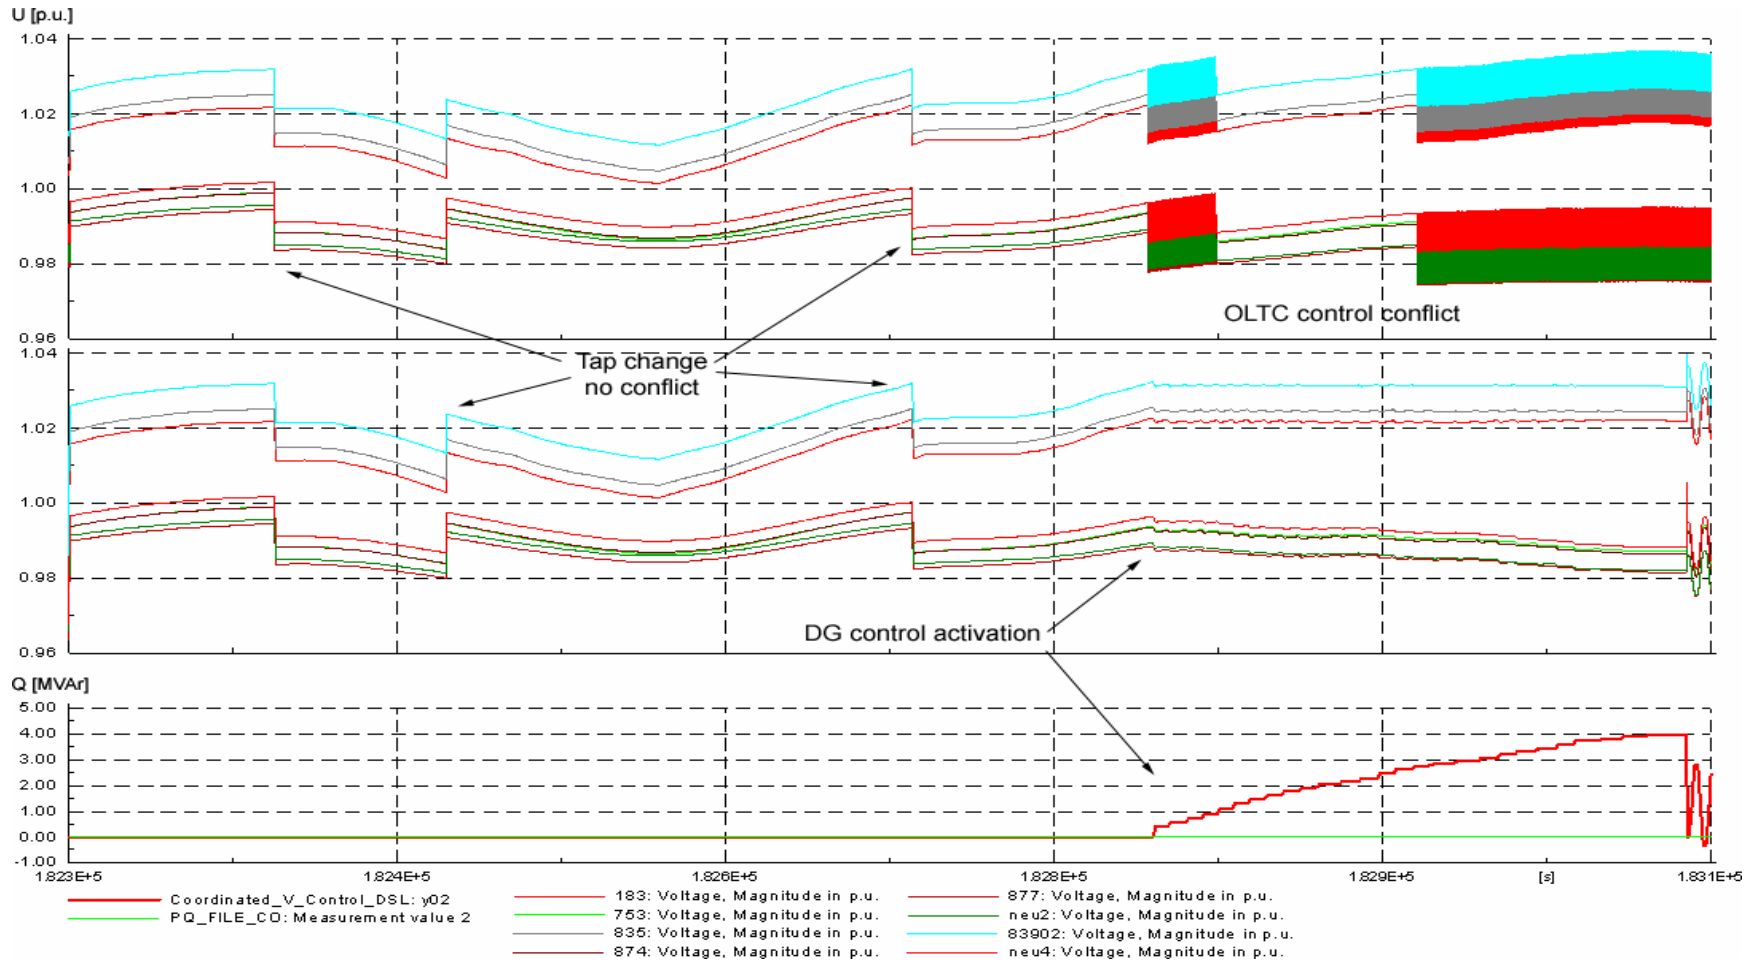 U [p.u.]
1.04
1.02
1.00
0.98
OLTC control conflict
0.96
1.04
Tap change
no conflict
1.02
1.00
0.98
DG control activation
0.96
Q [MVAr]
5.00
4.00
3.00
2.00
1.00
0.00
-1.00
1.823E+5 1.824E+5 1.826E+5 1.828E+5 1.829E+5 [s] 1.831E+5
Coordinated_V_Control_DSL: y02 183: Voltage, Magnitude in p.u. 877: Voltage, Magnitude in p.u.
PQ_FILE_CO: Measurement value 2 753: Voltage, Magnitude in p.u. neu2: Voltage, Magnitude in p.u.
835: Voltage, Magnitude in p.u. 83902: Voltage, Magnitude in p.u.
874: Voltage, Magnitude in p.u. neu4: Voltage, Magnitude in p.u.